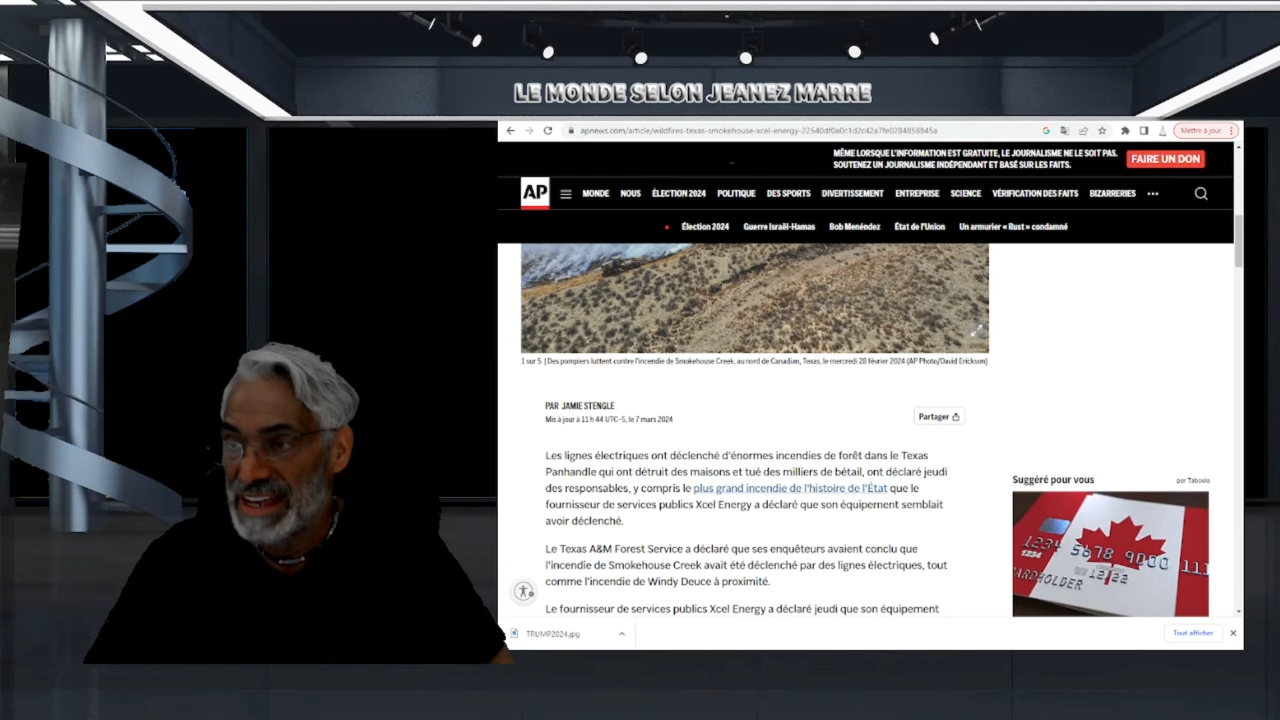 LE MONDE SELON JEANEZ MARRE
apnews.com/article/wildfires-texas-smokehouse-xcel-energy-22540df0a0c1d2c42a7fe0284858845a
Mettre à jour
MÊME LORSQUE L'INFORMATION EST GRATUITE, LE JOURNALISME NE LE SOIT PAS.
SOUTENEZ UN JOURNALISME INDÉPENDANT ET BASÉ SUR LES FAITS.
FAIRE UN DON
AP MONDE NOUS ÉLECTION 2024 POLITIQUE DES SPORTS DIVERTISSEMENT ENTREPRISE SCIENCE VÉRIFICATION DES FAITS BIZARRERIES
Élection 2024 Guerre Israël-Hamas Bob Menéndez État de l'Union Un armurier « Rust » condamné
1 sur 5 | Des pompiers luttent contre l'incendie de Smokehouse Creek, au nord de Canadian, Texas, le mercredi 28 février 2024 (AP Photo/David Erickson)
PAR JAMIE STENGLE
Mis à jour à 11 h 44 UTC-5, le 7 mars 2024
Partager
Les lignes électriques ont déclenché d'énormes incendies de forêt dans le Texas
Panhandle qui ont détruit des maisons et tué des milliers de bétail, ont déclaré jeudi
des responsables, y compris le plus grand incendie de l'histoire de l'État que le
fournisseur de services publics Xcel Energy a déclaré que son équipement semblait
avoir déclenché.
Le Texas A&M Forest Service a déclaré que ses enquêteurs avaient conclu que
l'incendie de Smokehouse Creek avait été déclenché par des lignes électriques, tout
comme l'incendie de Windy Deuce à proximité.
Le fournisseur de services publics Xcel Energy a déclaré jeudi que son équipement
Suggéré pour vous
par Taboola
1234 5678 9000 111
1234
12/22
CARDHOLDER
TRUMP2024.jpg
Tout afficher